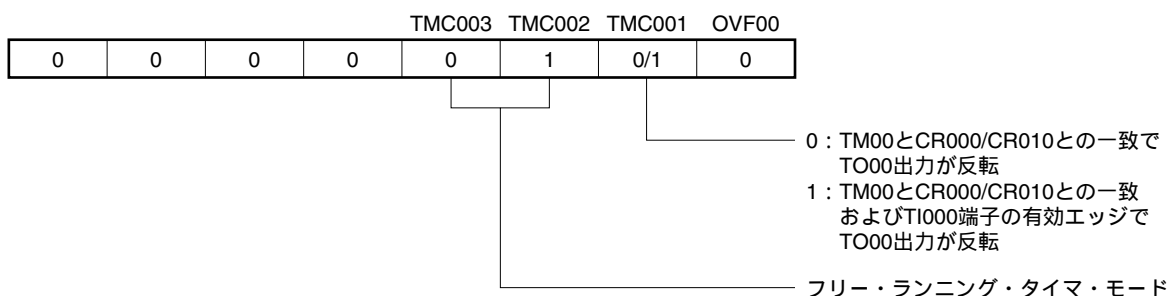 TMC003 TMC002 TMC001 OVF00
0 0 0 0 0 1 0/1 0
0：TM00とCR000/CR010との一致で
TO00出力が反転
1：TM00とCR000/CR010との一致
およびTI000端子の有効エッジで
TO00出力が反転
フリー・ランニング・タイマ・モード